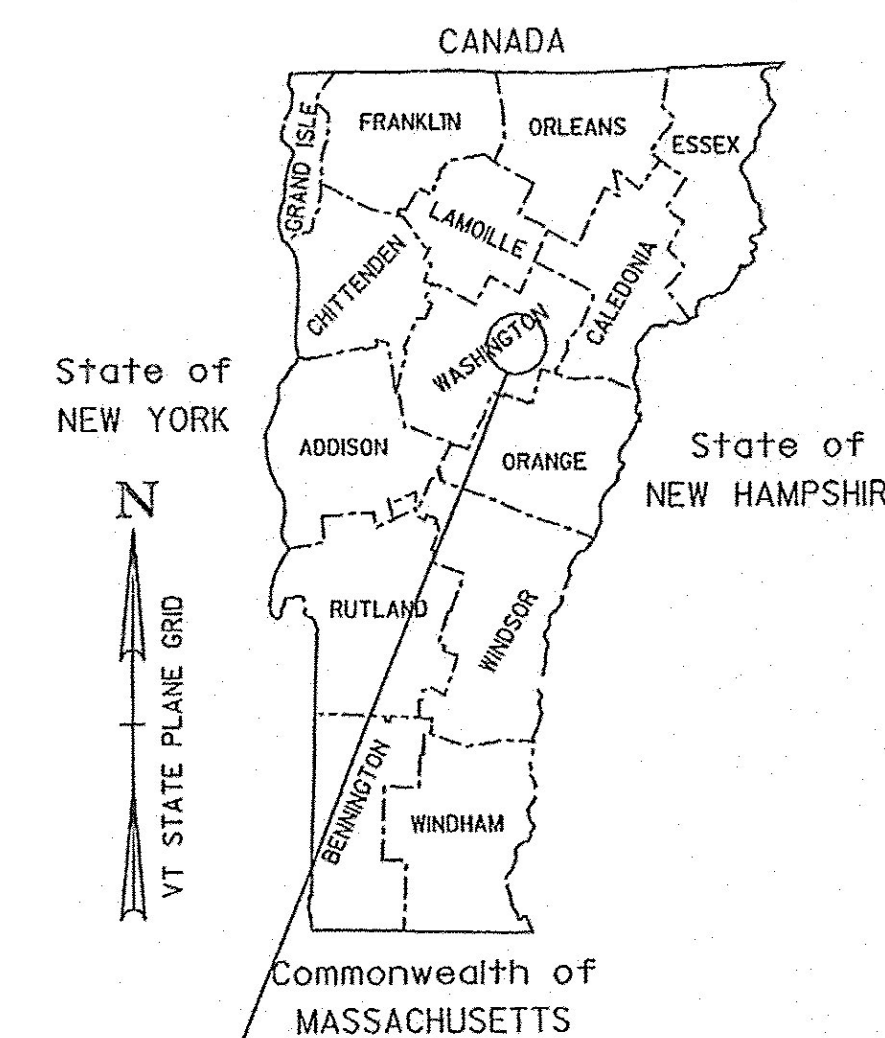 CANADA
FRANKLIN
ORLEANS
ESSEX
GRAND ISLE
LAMOILLE
CHITTENDEN
CALEDONIA
WASHINGTON
State of
NEW YORK
ADDISON
ORANGE
State of
NEW HAMPSHIR
N
VT STATE PLANE GRID
RUTLAND
WINDSOR
BENNINGTON
WINDHAM
Commonwealth of
MASSACHUSETTS